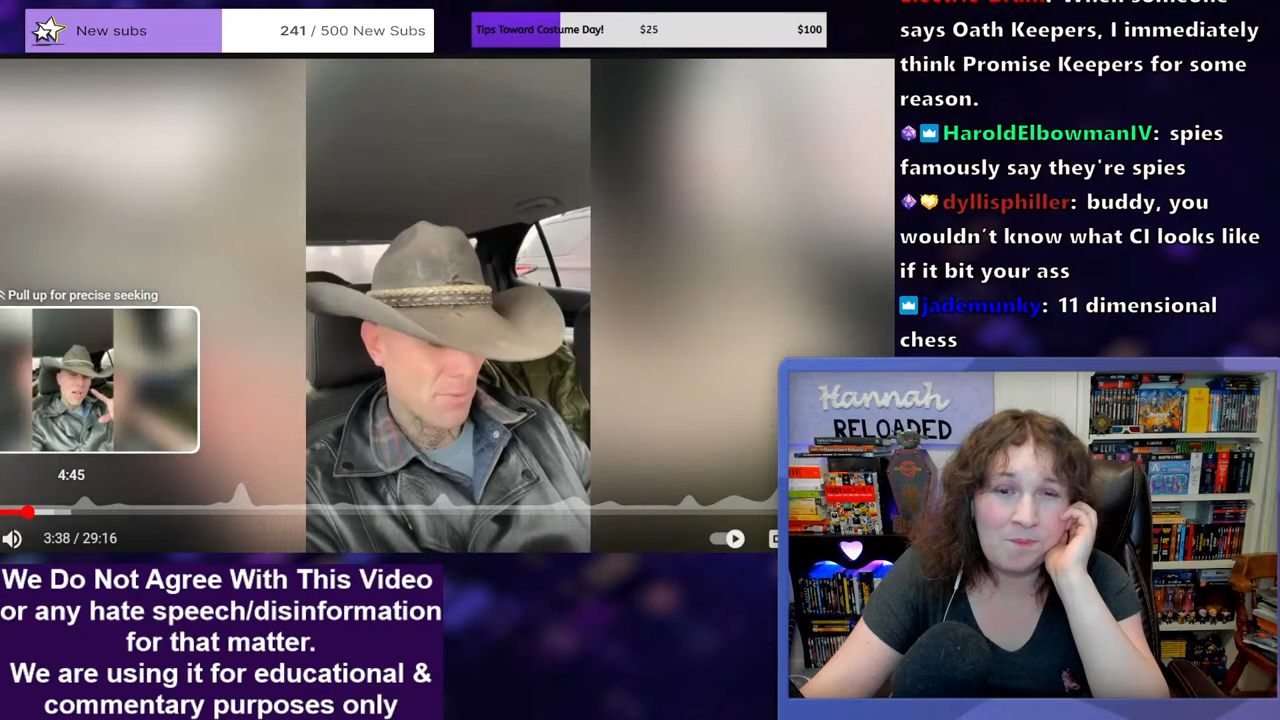 New subs
241 / 500 New Subs
Tips Toward Costume Day!
$25
$100
says Oath Keepers, I immediately
think Promise Keepers for some
reason.
HaroldElbowmanIV: spies
famously say they're spies
dyllisphiller: buddy, you
wouldn't know what CI looks like
if it bit your ass
jademunky: 11 dimensional
chess
Pull up for precise seeking
4:45
3:38 / 29:16
Hannah
RELOADED
We Do Not Agree With This Video
or any hate speech/disinformation
for that matter.
We are using it for educational &
commentary purposes only